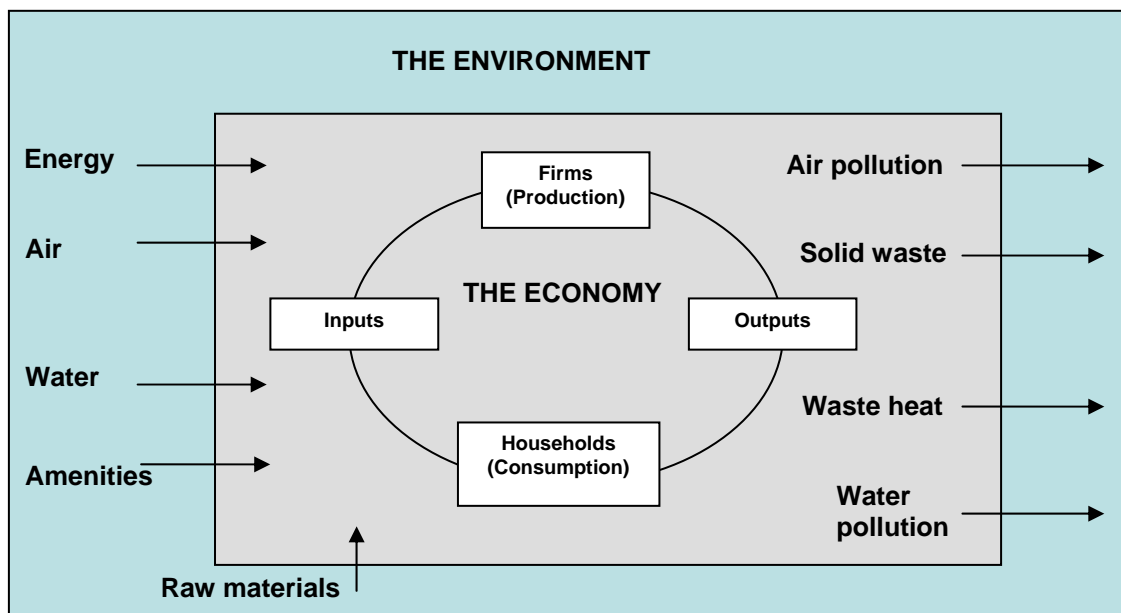 THE ENVIRONMENT
Energy
Air
Water
Amenities
Raw materials
Firms
(Production)
THE ECONOMY
Inputs
Outputs
Households
(Consumption)
Air pollution
Solid waste
Waste heat
Water
pollution